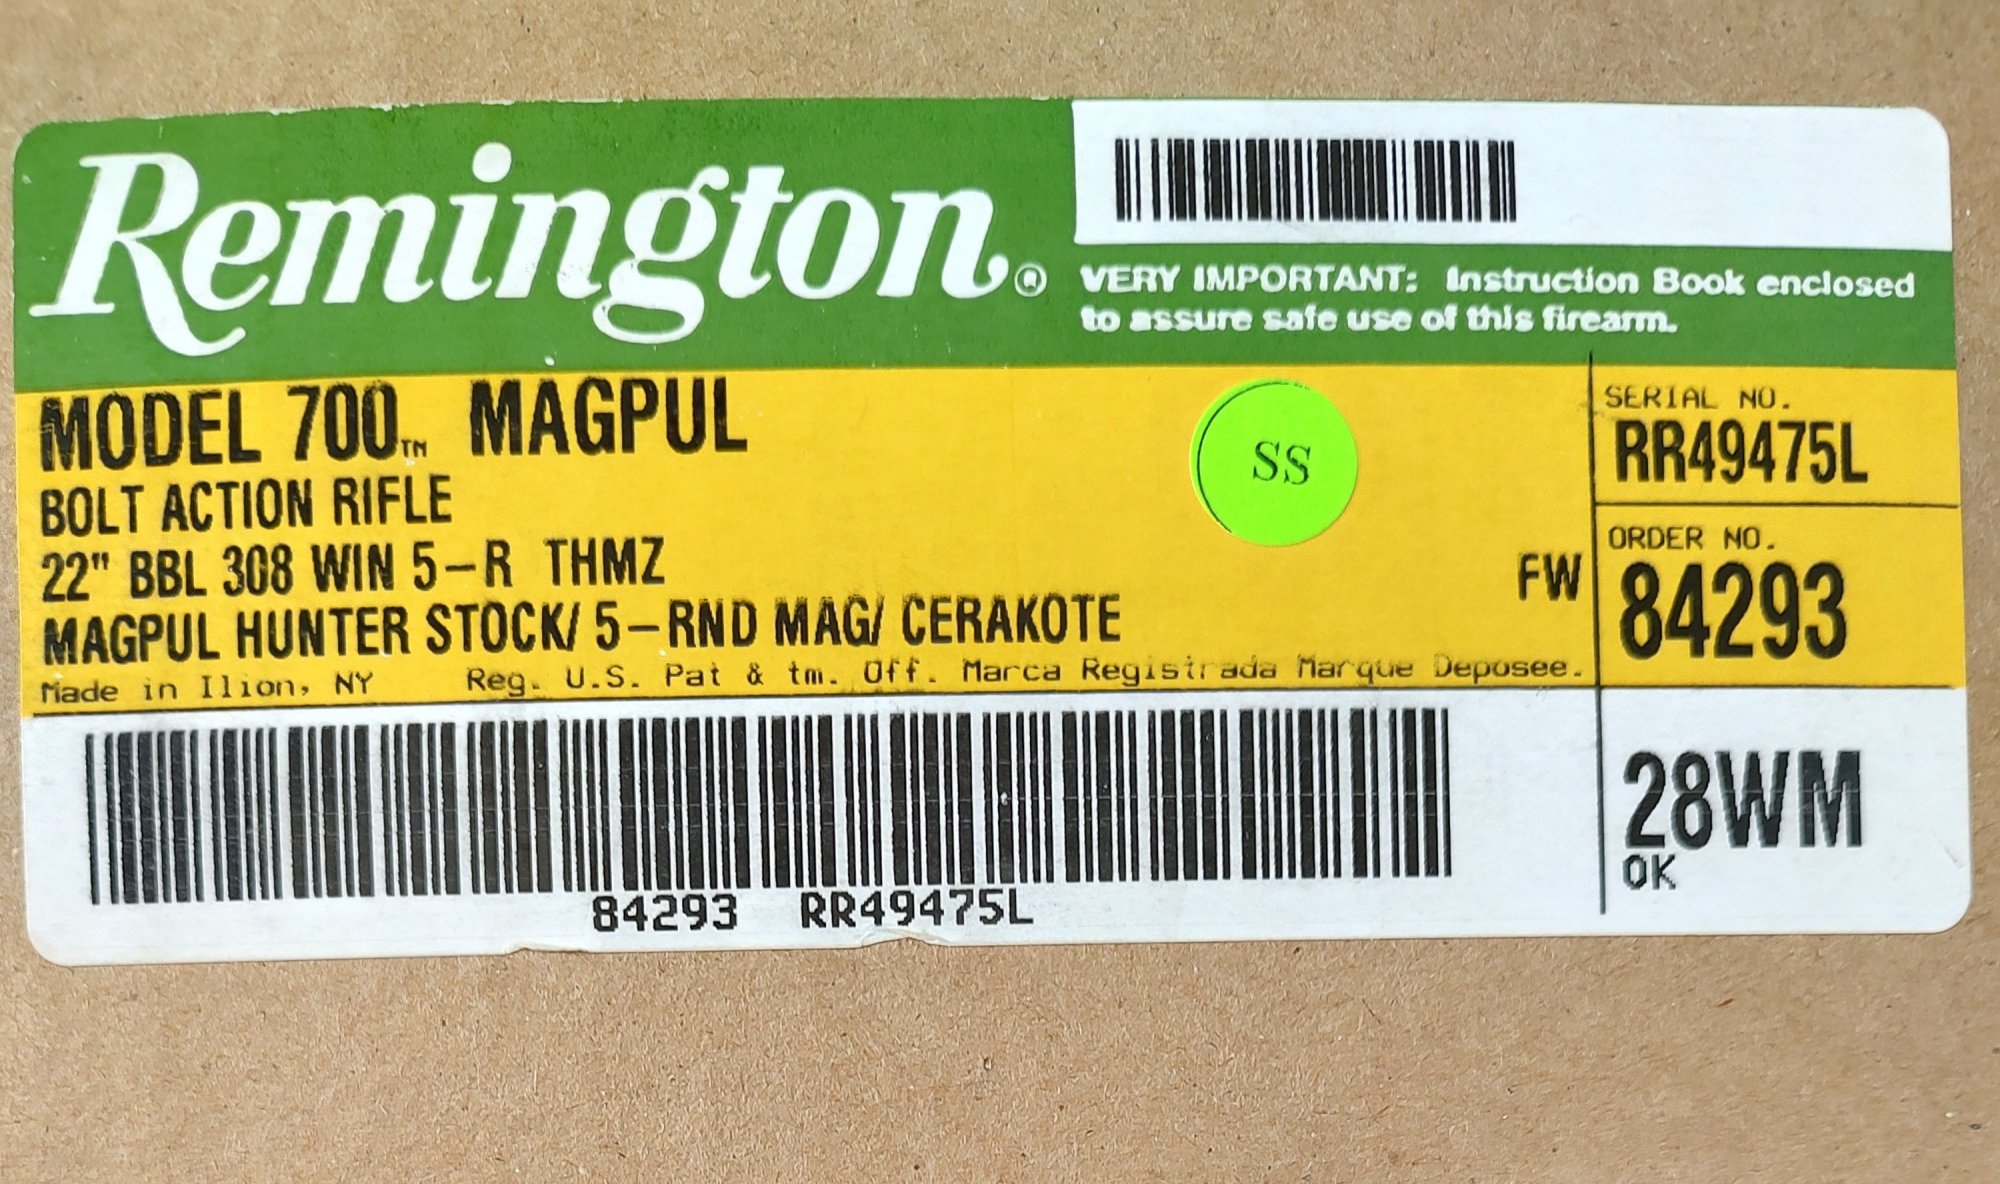 Remington®
VERY IMPORTANT: Instruction Book enclosed
to assure safe use of this firearm.
MODEL 700™ MAGPUL
BOLT ACTION RIFLE
22" BBL 308 WIN 5-R THMZ
FW
MAGPUL HUNTER STOCK/ 5-RND MAG/ CERAKOTE
Made in Ilion, NY Reg. U.S. Pat & tm. Off. Marca Registrada Marque Deposee.
SS
SERIAL NO.
RR49475L
ORDER NO.
84293
28WM
OK
84293 RR49475L